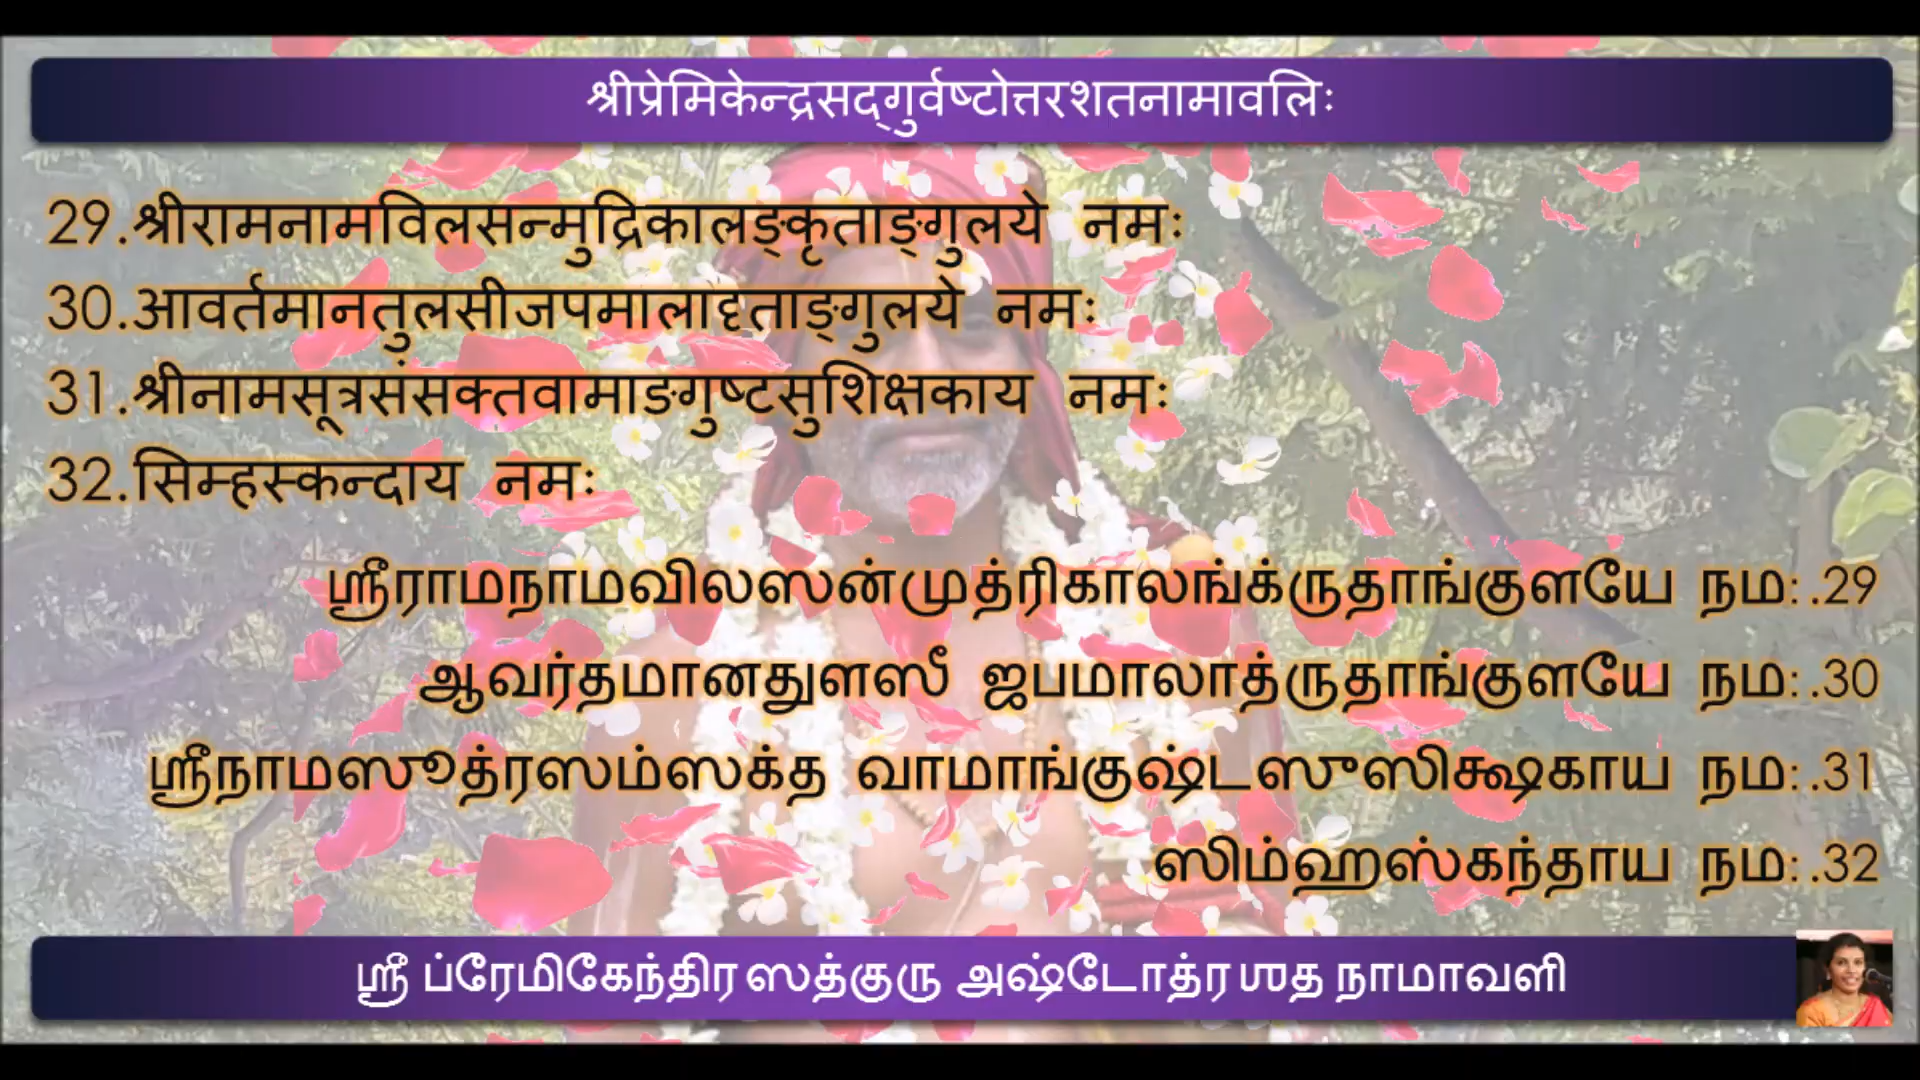 श्रीप्रेमिकेन्द्रसद्गुर्वष्टोत्तरशतनामावलिः
29.श्रीरामनामविलसन्मुद्रिकालङ्कृताङ्गुलये नमः
30.आवर्तमानतुलसीजपमालादृताङ्गुलये नमः
31.श्रीनामसूत्रसंसक्तवामाङगुष्टसुशिक्षकाय नमः
32.सिम्हस्कन्दाय नमः
ஸ்ரீராமநாமவிலஸன்முத்ரிகாலங்க்ருதாங்குளயே நம: .29
ஆவர்தமானதுளஸீ ஜபமாலாத்ருதாங்குளயே நம: .30
ஸ்ரீநாமஸூத்ரஸம்ஸக்த வாமாங்குஷ்டஸுஸிக்ஷகாய நம: .31
ஸிம்ஹஸ்கந்தாய நம: .32
ஸ்ரீ ப்ரேமிகேந்திர ஸத்குரு அஷ்டோத்ர ஶத நாமாவளி